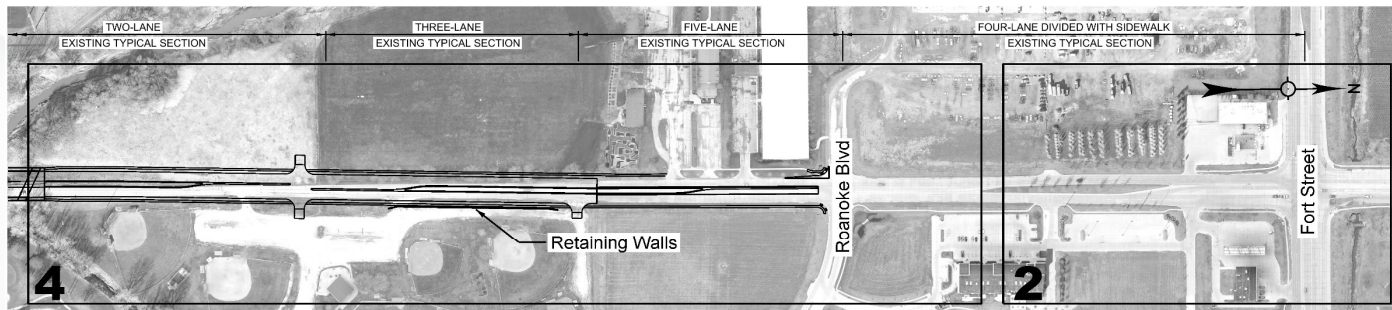 TWO-LANE
EXISTING TYPICAL SECTION
THREE-LANE
EXISTING TYPICAL SECTION
FIVE-LANE
EXISTING TYPICAL SECTION
FOUR-LANE DIVIDED WITH SIDEWALK
EXISTING TYPICAL SECTION
N
Roanoke Blvd
Fort Street
Retaining Walls
4
2